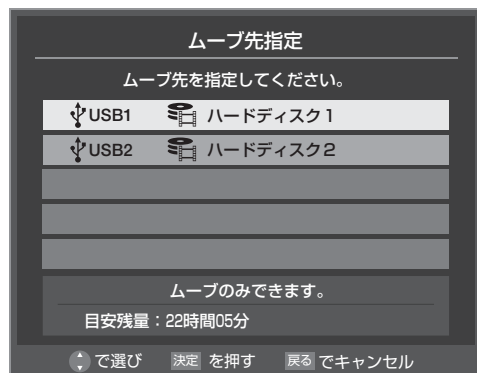 ムーブ先指定
ムーブ先を指定してください。
USB1 ハードディスク1
USB2 ハードディスク2
ムーブのみできます。
目安残量：22時間05分
で選び 決定 を押す 戻る でキャンセル